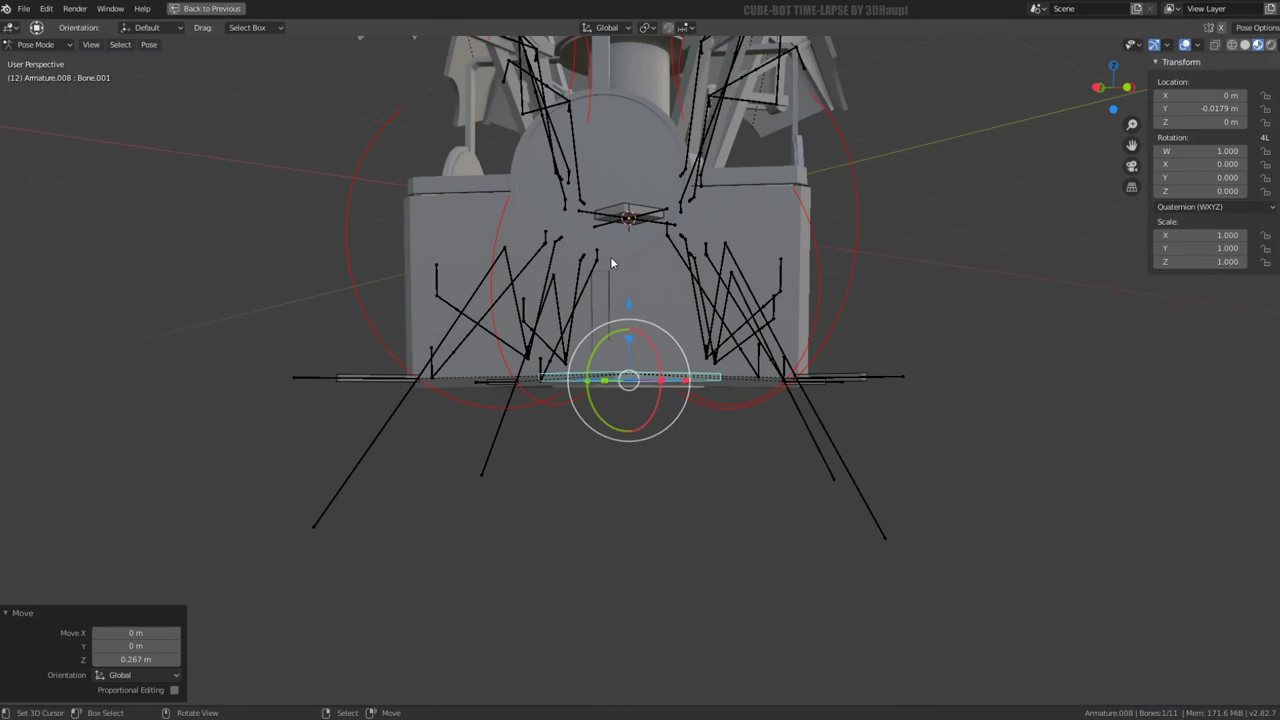 File Edit Render Window Help Back to Previous CUBE-BOT TIME-LAPSE BY 3DHaupt Scene View Layer
Orientation: Default Drag: Select Box Global Pose Options
Pose Mode View Select Pose
User Perspective
(12) Armature.008 : Bone.001
Transform
Location:
X 0 m
Y -0.0179 m
Z 0 m
Rotation: 4L
W 1.000
X 0.000
Y 0.000
Z 0.000
Quaternion (WXYZ)
Scale:
X 1.000
Y 1.000
Z 1.000
Z
Move
Move X 0 m
Y 0 m
Z 0.267 m
Orientation Global
Proportional Editing
Set 3D Cursor Box Select Rotate View Select Move Armature.008 | Bones:1/11 | Mem: 171.6 MiB | v2.82.7